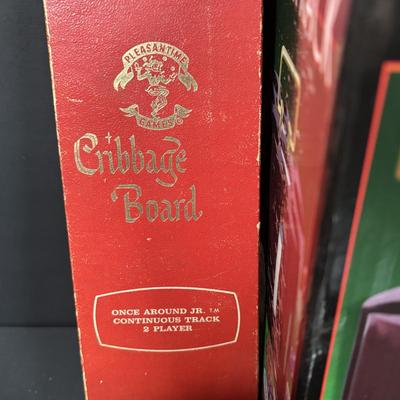 PLEASANTIME
GAMES®
Cribbage
Board
ONCE AROUND JR. ™
CONTINUOUS TRACK
2 PLAYER